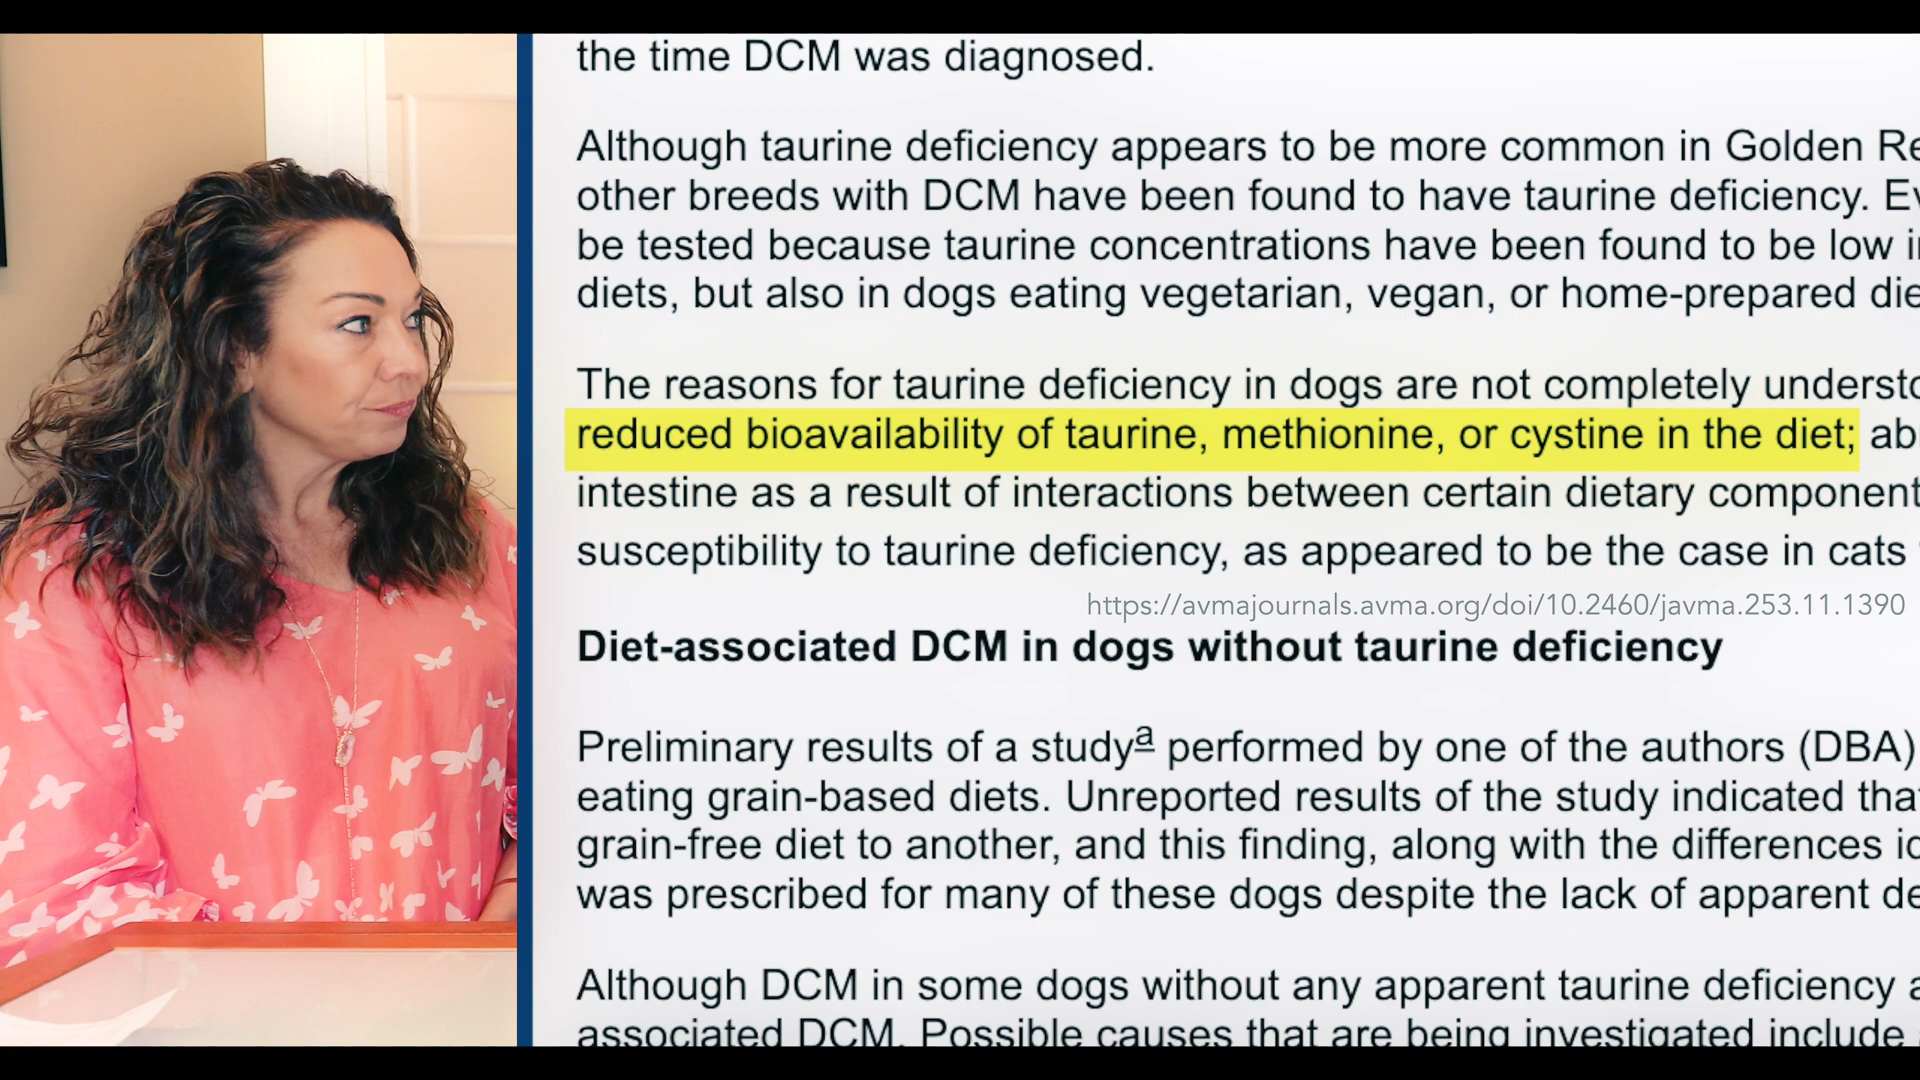 the time DCM was diagnosed.
Although taurine deficiency appears to be more common in Golden
other breeds with DCM have been found to have taurine deficiency.
be tested because taurine concentrations have been found to be low
diets, but also in dogs eating vegetarian, vegan, or home-prepared
The reasons for taurine deficiency in dogs are not completely
reduced bioavailability of taurine, methionine, or cystine in the diet;
intestine as a result of interactions between certain dietary
susceptibility to taurine deficiency, as appeared to be the case in cats
https://avmajournals.avma.org/doi/10.2460/javma.253.11.1390
Diet-associated DCM in dogs without taurine deficiency
Preliminary results of a studyª performed by one of the authors (DBA)
eating grain-based diets. Unreported results of the study indicated
grain-free diet to another, and this finding, along with the differences
was prescribed for many of these dogs despite the lack of apparent
Although DCM in some dogs without any apparent taurine deficiency
associated DCM. Possible causes that are being investigated include